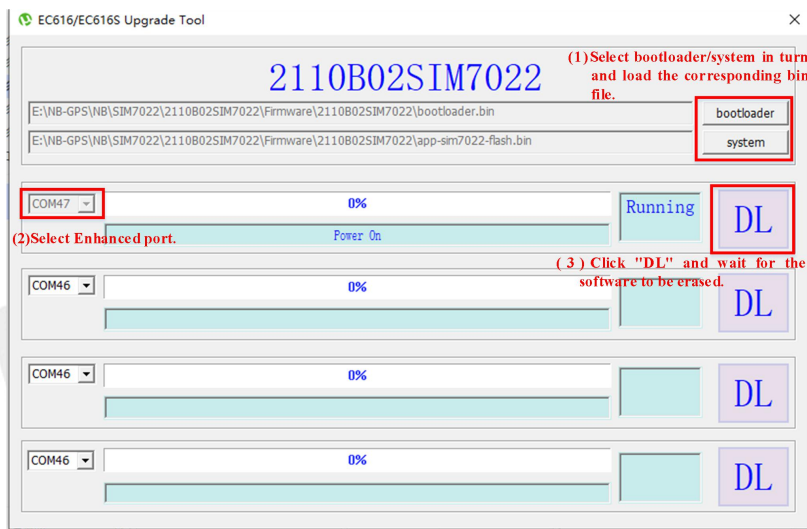 EC616/EC616S Upgrade Tool
2110B02SIM7022
(1)Select bootloader/system in turn
and load the corresponding bin
file.
E:\NB-GPS\NB\SIM7022\2110B02SIM7022\Firmware\2110B02SIM7022\bootloader.bin
bootloader
E:\NB-GPS\NB\SIM7022\2110B02SIM7022\Firmware\2110B02SIM7022\app-sim7022-flash.bin
system
COM47
0%
Running
DL
(2)Select Enhanced port.
Power On
(3) Click "DL" and wait for the
software to be erased.
COM46
0%
DL
COM46
0%
DL
COM46
0%
DL